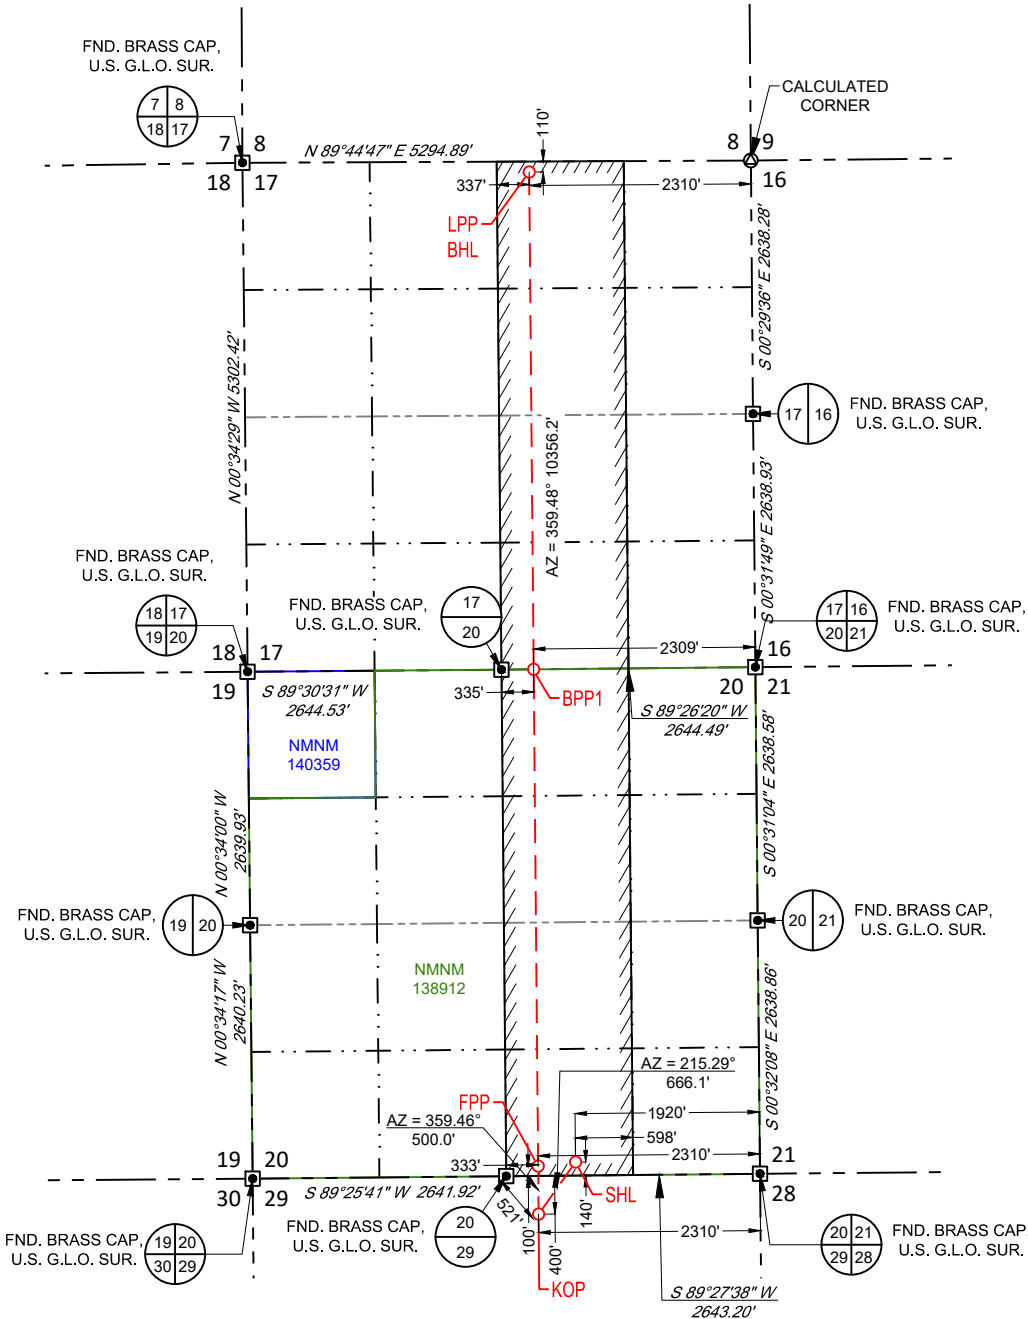 FND. BRASS CAP,
U.S. G.L.O. SUR.
7 8
18 17
7 8
18 17
N 89°44'47" E 5294.89'
110'
CALCULATED
CORNER
8 9
16
337'
2310'
LPP
BHL
S 00°29'36" E 2638.28'
N 00°34'29" W 5302.42'
17 16
FND. BRASS CAP,
U.S. G.L.O. SUR.
AZ = 359.48° 10356.2'
S 00°31'49" E 2638.93'
FND. BRASS CAP,
U.S. G.L.O. SUR.
18 17
19 20
FND. BRASS CAP,
U.S. G.L.O. SUR.
17
20
17 16
20 21
FND. BRASS CAP,
U.S. G.L.O. SUR.
18 17
19
2309'
16
20 21
S 89°30'31" W
2644.53'
335'
BPP1
S 89°26'20" W
2644.49'
NMNM
140359
N 00°34'00" W
2639.93'
S 00°31'04" E 2638.58'
FND. BRASS CAP,
U.S. G.L.O. SUR.
19 20
20 21
FND. BRASS CAP,
U.S. G.L.O. SUR.
NMNM
138912
N 00°34'17" W
2640.23'
S 00°32'08" E 2638.86'
AZ = 215.29°
666.1'
FPP
AZ = 359.46°
500.0'
1920'
598'
2310'
333'
19 20
30 29
21
28
S 89°25'41" W 2641.92'
SHL
521'
100'
400'
140'
2310'
FND. BRASS CAP,
U.S. G.L.O. SUR.
19 20
30 29
FND. BRASS CAP,
U.S. G.L.O. SUR.
20
29
20 21
29 28
FND. BRASS CAP,
U.S. G.L.O. SUR.
KOP
S 89°27'38" W
2643.20'